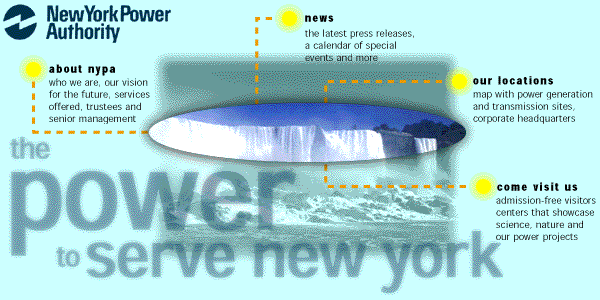 NewYorkPower
Authority
news
the latest press releases,
a calendar of special
events and more
about nypa
who we are, our vision
for the future, services
offered, trustees and
senior management
our locations
map with power generation
and transmission sites,
corporate headquarters
come visit us
admission-free visitors
centers that showcase
science, nature and
our power projects
the
power
to serve new york